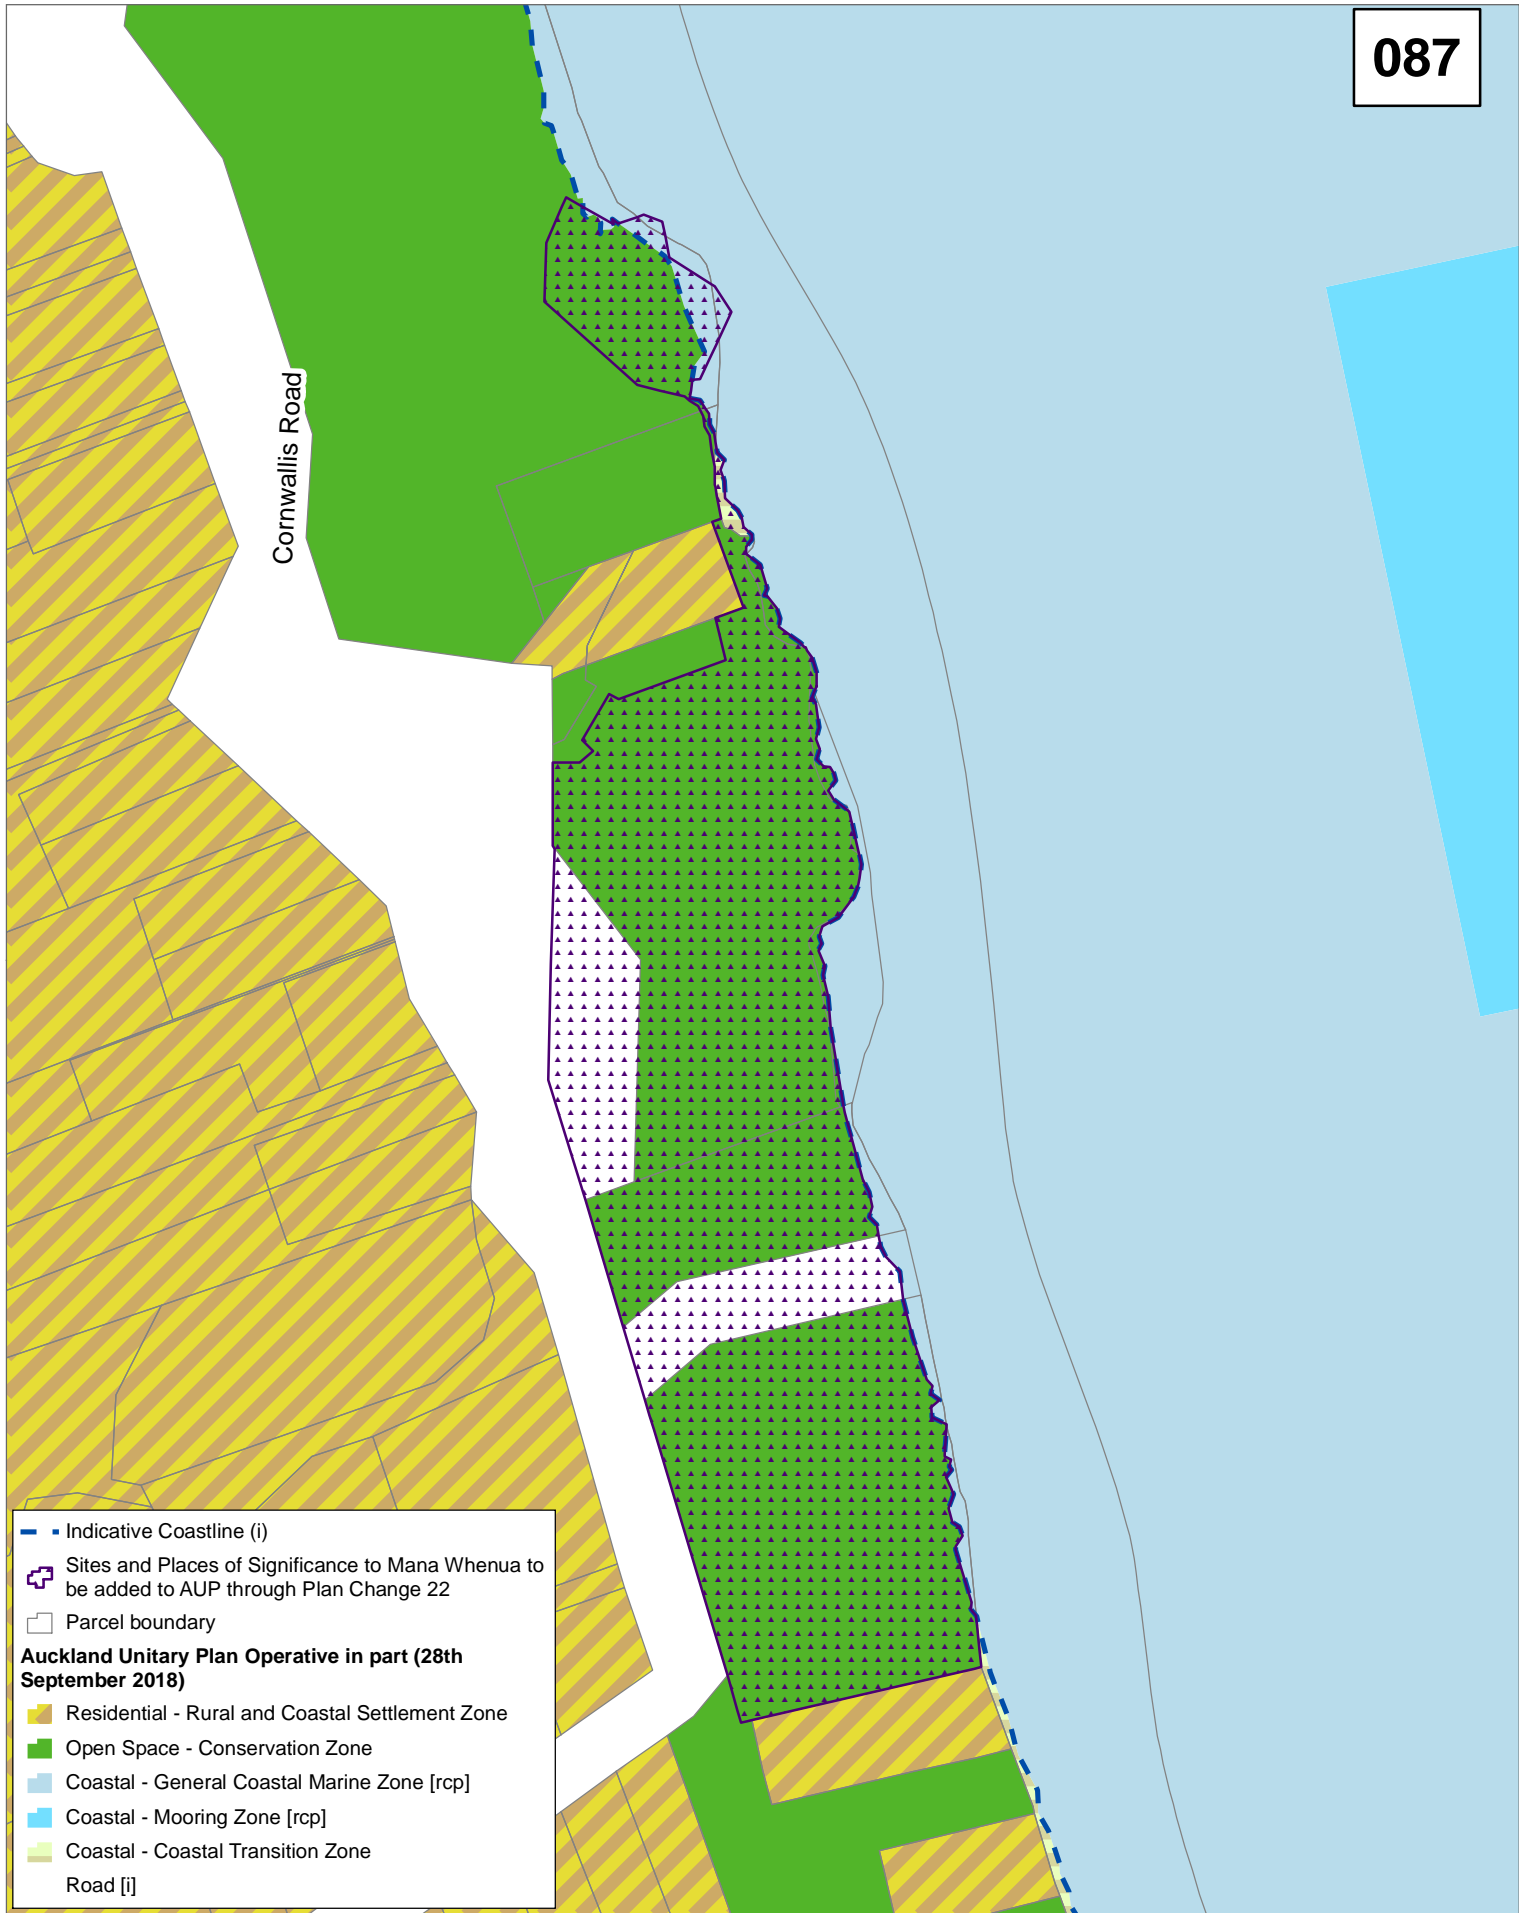 087
Cornwallis Road
Indicative Coastline (i)
Sites and Places of Significance to Mana Whenua to
be added to AUP through Plan Change 22
Parcel boundary
Auckland Unitary Plan Operative in part (28th
September 2018)
Residential - Rural and Coastal Settlement Zone
Open Space - Conservation Zone
Coastal - General Coastal Marine Zone [rcp]
Coastal - Mooring Zone [rcp]
Coastal - Coastal Transition Zone
Road [i]